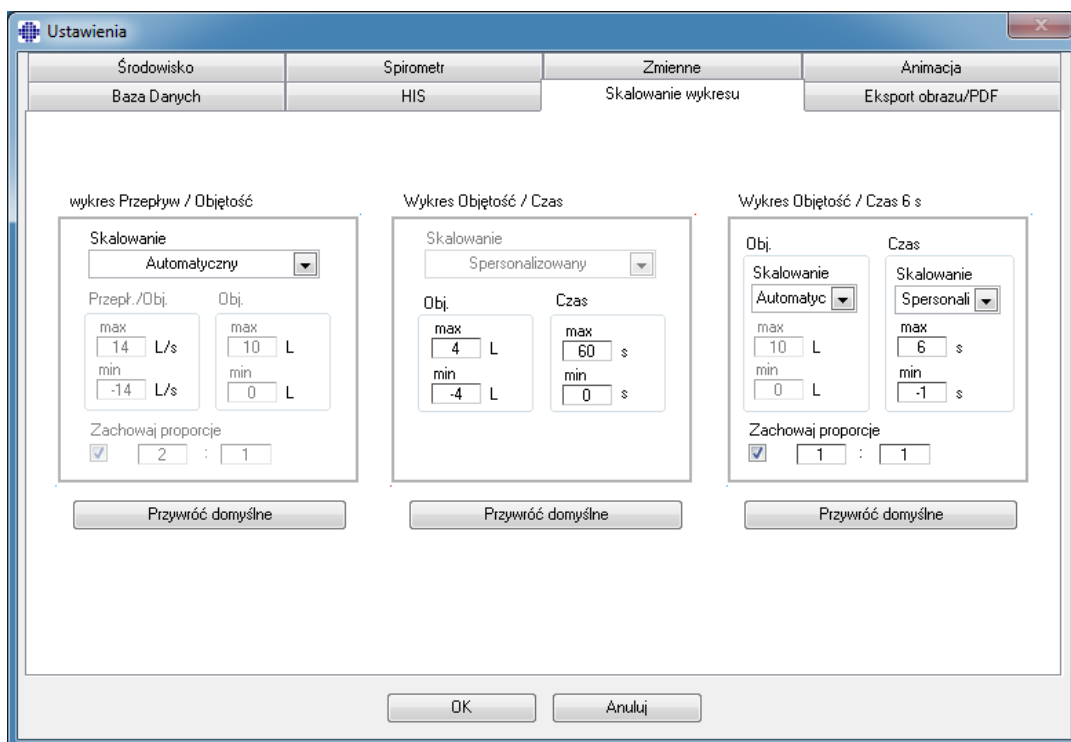 Ustawienia
Środowisko Spirometr Zmienne Animacja
Baza Danych HIS Skalowanie wykresu Eksport obrazu/PDF
wykres Przepływ / Objętość
Skalowanie
Automatyczny
Przepł./Obj. Obj.
max max
14 L/s 10 L
min min
-14 L/s 0 L
Zachowaj proporcje
2 : 1
Przywróć domyślne
Wykres Objętość / Czas
Skalowanie
Spersonalizowany
Obj. Czas
max max
4 L 60 s
min min
-4 L 0 s
Przywróć domyślne
Wykres Objętość / Czas 6 s
Obj. Czas
Skalowanie Skalowanie
Automatyc Spersonali
max max
10 L 6 s
min min
0 L -1 s
Zachowaj proporcje
1 : 1
Przywróć domyślne
OK Anuluj